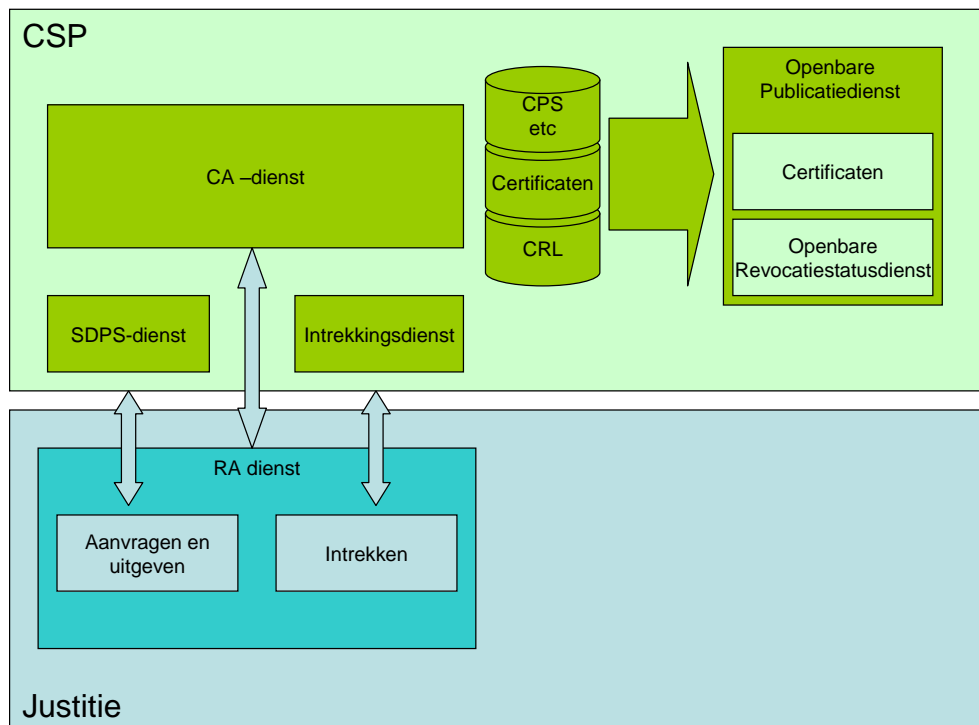 CSP
CA –dienst
CPS
etc
Certificaten
CRL
Openbare
Publicatiedienst
Certificaten
Openbare
Revocatiestatusdienst
SDPS-dienst
Intrekkingsdienst
RA dienst
Aanvragen en
uitgeven
Intrekken
Justitie